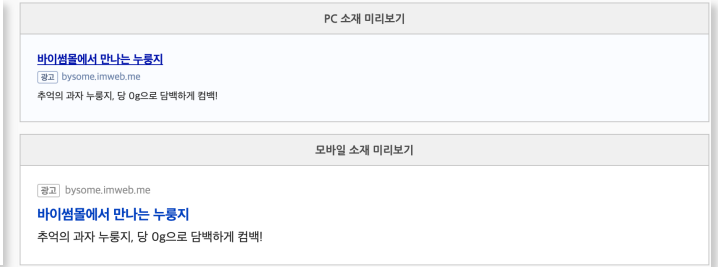 PC 소재 미리보기
바이썸몰에서 만나는 누룽지
광고 bysome.imweb.me
추억의 과자 누룽지, 당 0g으로 담백하게 컴백!
모바일 소재 미리보기
광고 bysome.imweb.me
바이썸몰에서 만나는 누룽지
추억의 과자 누룽지, 당 0g으로 담백하게 컴백!